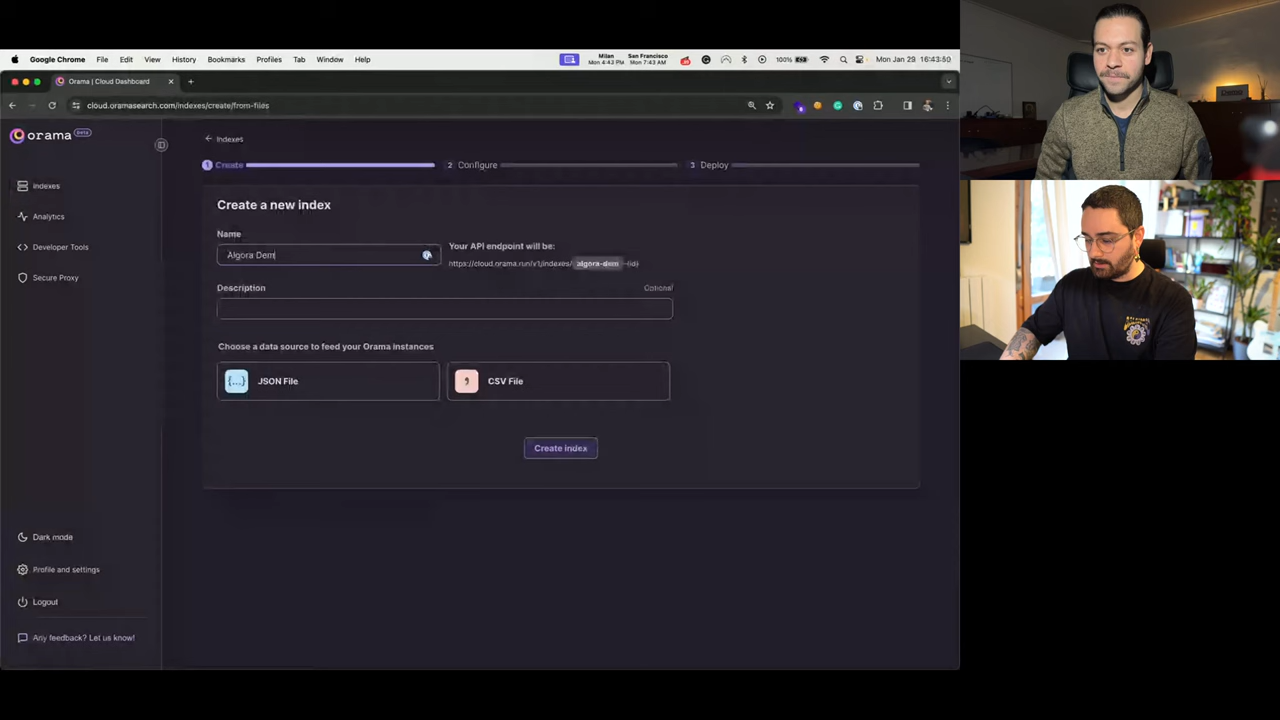 Google Chrome File Edit View History Bookmarks Profiles Tab Window Help
Milan Mon 4:43 PM San Francisco Mon 7:43 AM 100% Mon Jan 29 16:43:50
Orama | Cloud Dashboard
cloud.oramasearch.com/indexes/create/from-files
orama beta
Indexes
Analytics
Developer Tools
Secure Proxy
Dark mode
Profile and settings
Logout
Any feedback? Let us know!
Indexes
1 Create 2 Configure 3 Deploy
Create a new index
Name
Algora Dem
Your API endpoint will be:
https://cloud.orama.run/v1/indexes/algora-dem
Description Optional
Choose a data source to feed your Orama instances
{...} JSON File
, CSV File
Create index